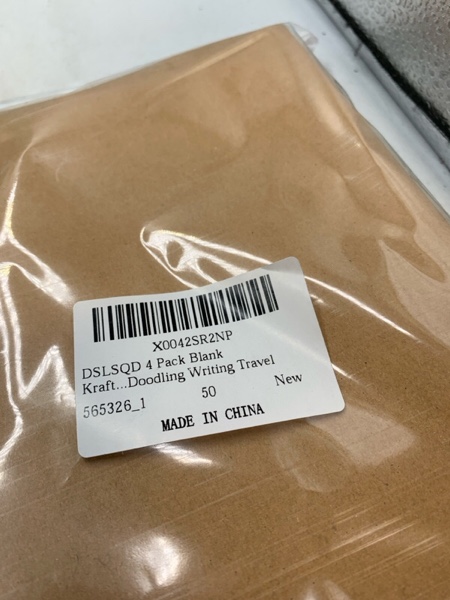 X0042SR2NP
DSLSQD 4 Pack Blank
Kraft...Doodling Writing Travel
565326_1 50 New
MADE IN CHINA